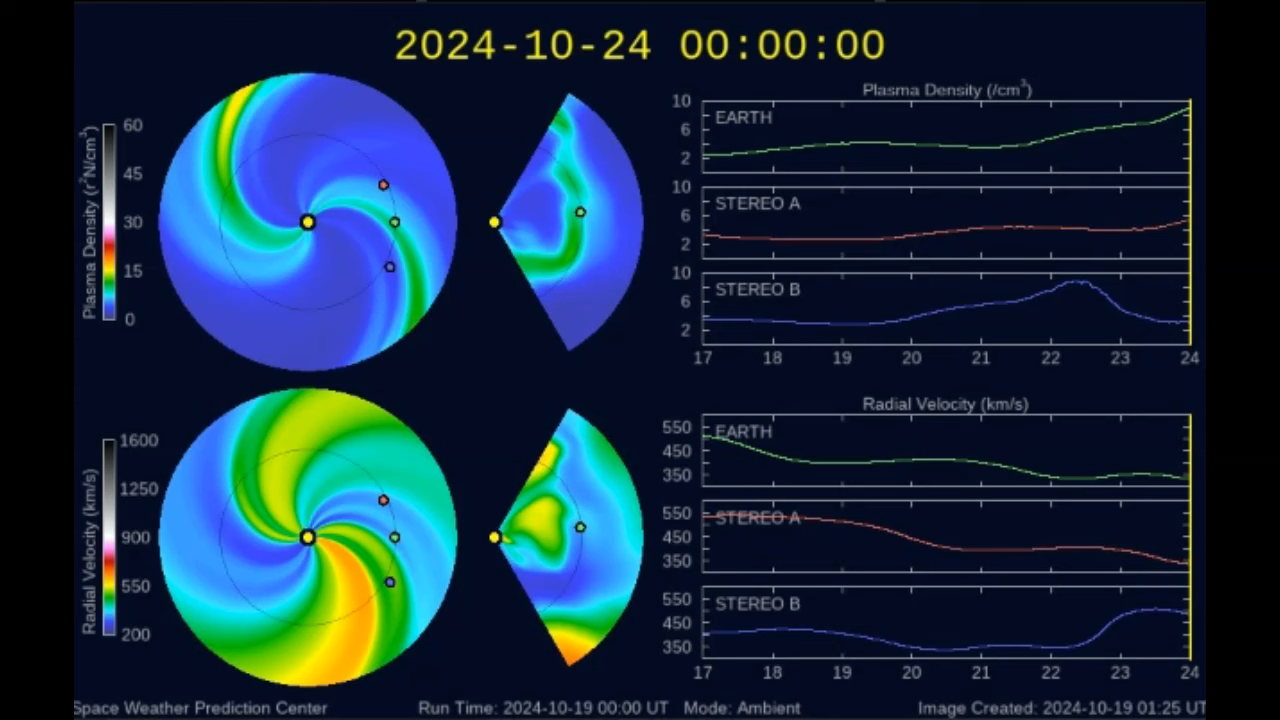 2024-10-24 00:00:00
Plasma Density (r²N/cm³)
60
45
30
15
0
Plasma Density (/cm³)
10
6
2
EARTH
10
6
2
STEREO A
10
6
2
STEREO B
17 18 19 20 21 22 23 24
Radial Velocity (km/s)
1600
1250
900
550
200
Radial Velocity (km/s)
550
450
350
EARTH
550
450
350
STEREO A
550
450
350
STEREO B
17 18 19 20 21 22 23 24
Space Weather Prediction Center Run Time: 2024-10-19 00:00 UT Mode: Ambient Image Created: 2024-10-19 01:25 UT